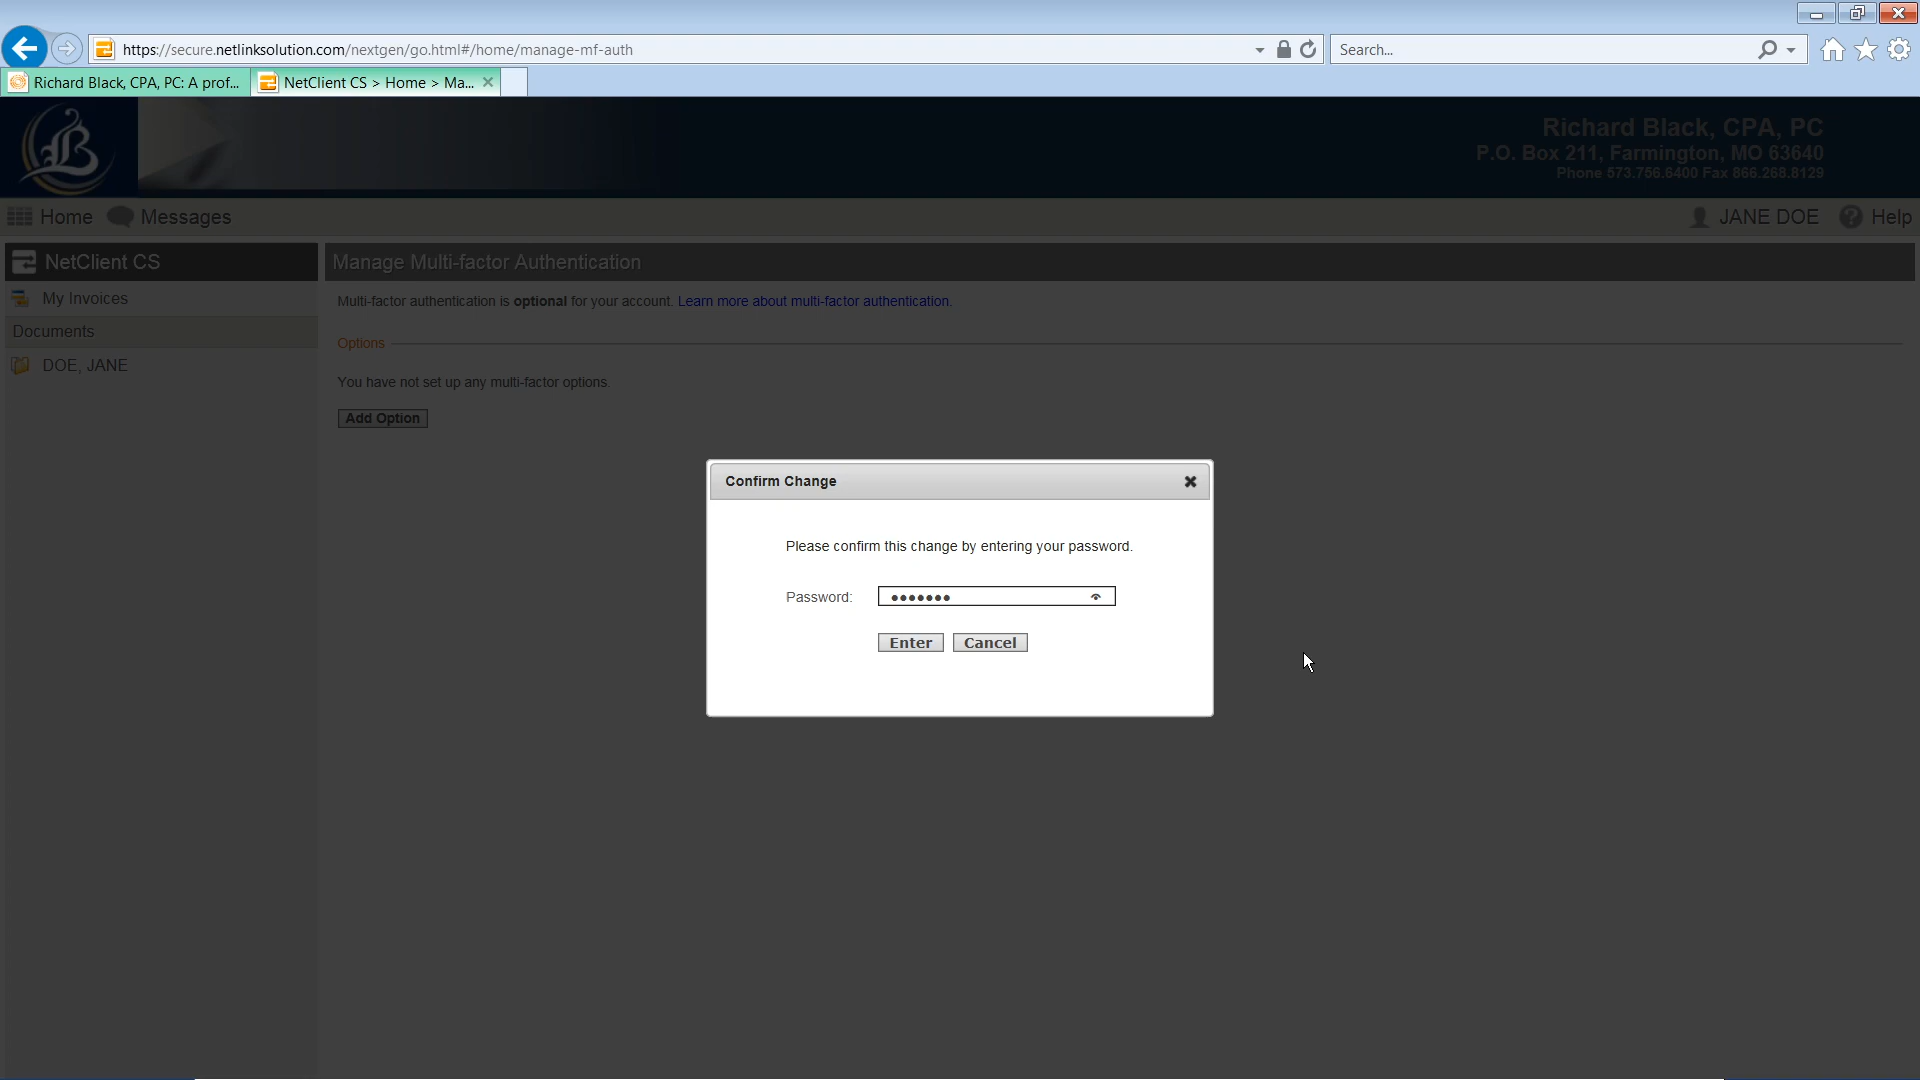 https://secure.netlinksolution.com/nextgen/go.html#/home/manage-mf-auth
Search...
Richard Black, CPA, PC: A prof...
NetClient CS > Home > Ma...
Richard Black, CPA, PC
P.O. Box 211, Farmington, MO 63640
Phone 573.756.6400 Fax 866.268.8129
Home
Messages
JANE DOE
Help
NetClient CS
Manage Multi-factor Authentication
My Invoices
Multi-factor authentication is optional for your account. Learn more about multi-factor authentication.
Documents
Options
DOE, JANE
You have not set up any multi-factor options.
Add Option
Confirm Change
Please confirm this change by entering your password.
Password: •••••••
Enter Cancel